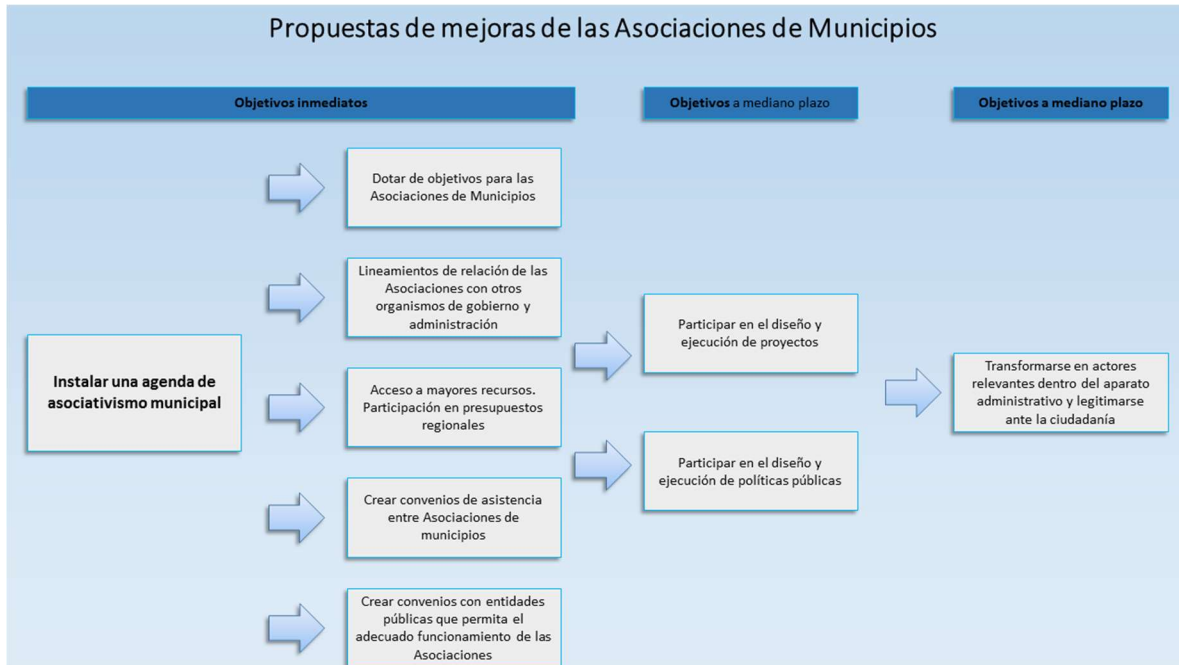 Propuestas de mejoras de las Asociaciones de Municipios
Objetivos inmediatos
Objetivos a mediano plazo
Objetivos a mediano plazo
Instalar una agenda de
asociativismo municipal
Dotar de objetivos para las
Asociaciones de Municipios
Lineamientos de relación de las
Asociaciones con otros
organismos de gobierno y
administración
Acceso a mayores recursos.
Participación en presupuestos
regionales
Crear convenios de asistencia
entre Asociaciones de
municipios
Crear convenios con entidades
públicas que permita el
adecuado funcionamiento de las
Asociaciones
Participar en el diseño y
ejecución de proyectos
Participar en el diseño y
ejecución de políticas públicas
Transformarse en actores
relevantes dentro del aparato
administrativo y legitimarse
ante la ciudadanía